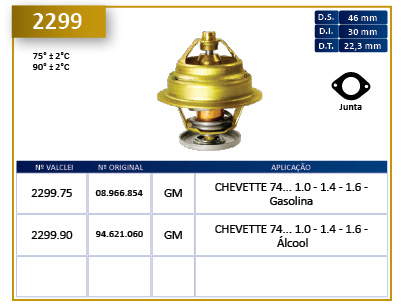 2299
75° ± 2°C
90° ± 2°C
D.S. 46 mm
D.I. 30 mm
D.T. 22,3 mm
Junta
Nº VALCLEI Nº ORIGINAL APLICAÇÃO
2299.75 08.966.854 GM CHEVETTE 74... 1.0 - 1.4 - 1.6 -
Gasolina
2299.90 94.621.060 GM CHEVETTE 74... 1.0 - 1.4 - 1.6 -
Álcool